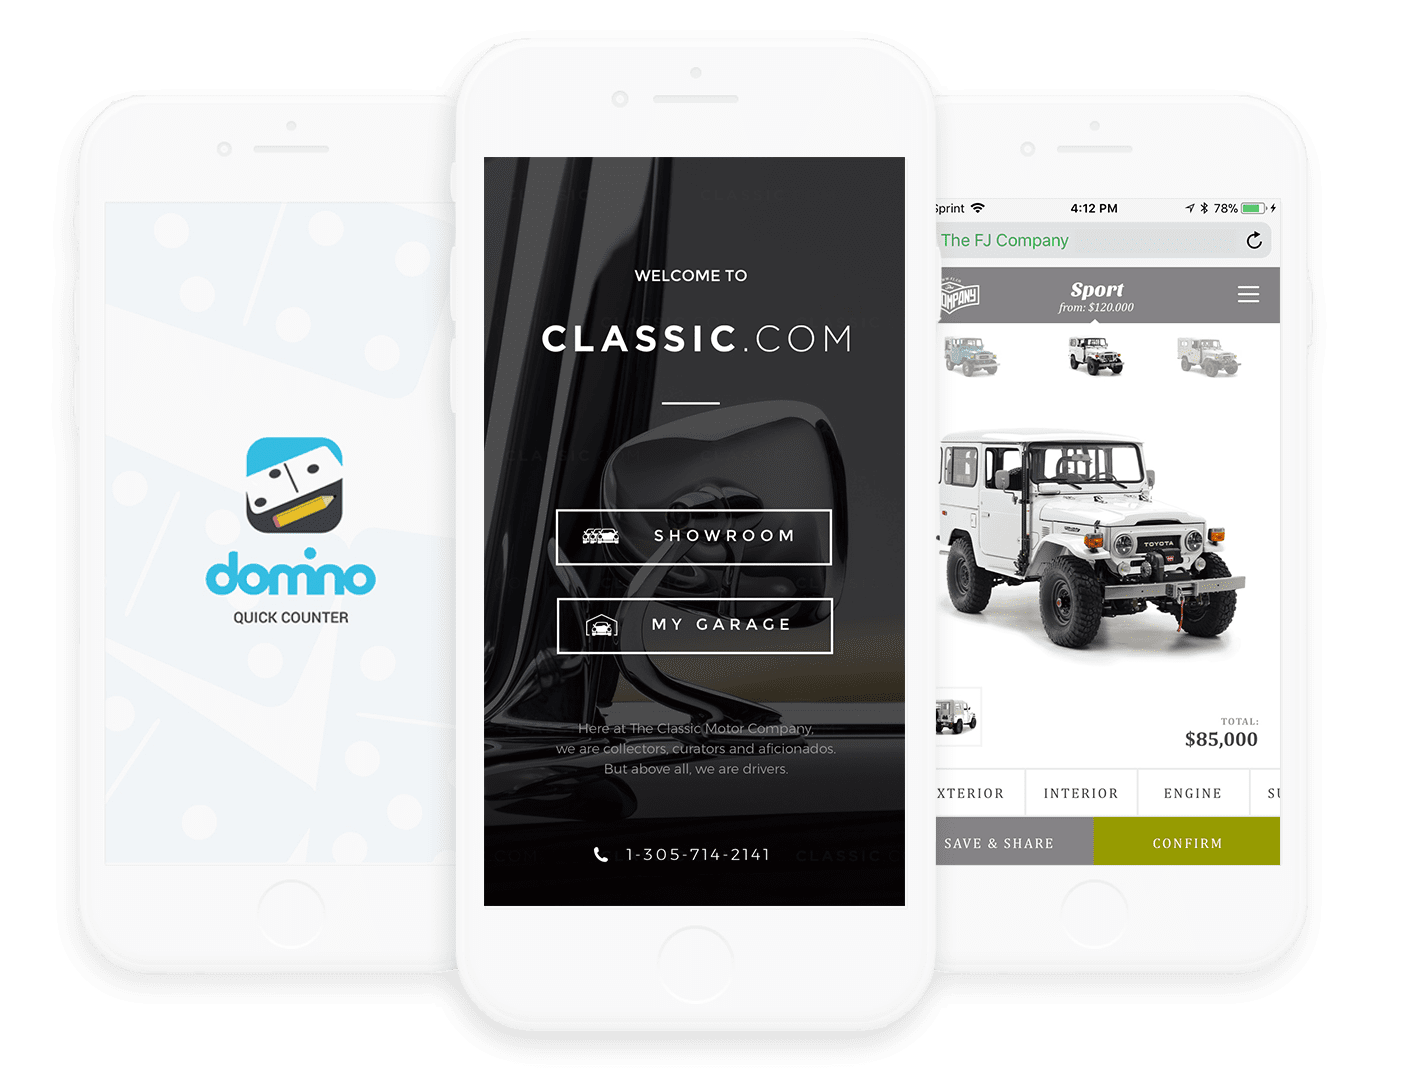 domino
QUICK COUNTER
WELCOME TO
CLASSIC.COM
SHOWROOM
MY GARAGE
Here at The Classic Motor Company,
we are collectors, curators and aficionados.
But above all, we are drivers.
1-305-714-2141
Sprint 4:12 PM 78%
The FJ Company
COMPANY
Sport
from: $120.000
TOYOTA
TOTAL:
$85,000
XTERIOR INTERIOR ENGINE SU
SAVE & SHARE CONFIRM